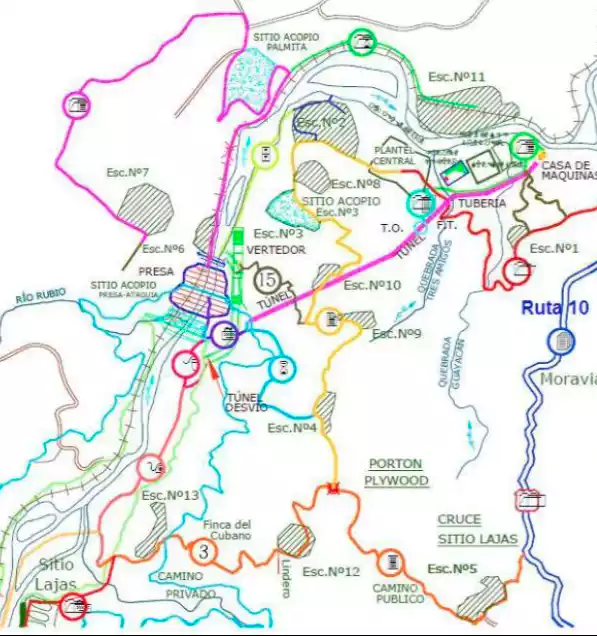 SITIO ACOPIO
PALMITA
Esc.Nº11
Esc.Nº2
PLANTEL
CENTRAL
Esc.Nº7
Esc.Nº8
CASA DE
MAQUINAS
SITIO ACOPIO
Esc.Nº3
TUBERIA
Esc.Nº6
Esc.Nº3
VERTEDOR
T.O.
P.T.
TÚNEL
Esc.Nº1
PRESA
SITIO ACOPIO
PRESA-ATAGUIA
15
TÚNEL
Esc.Nº10
QUEBRADA
TRES AMIGOS
RÍO RUBIO
Ruta 10
Esc.Nº9
QUEBRADA
GUAYACÁN
Moravia
TÚNEL
DESVIO
Esc.Nº4
PORTON
PLYWOOD
Esc.Nº13
CRUCE
SITIO LAJAS
Finca del
Cubano
3
Sitio
Lajas
CAMINO
PRIVADO
Lindero
Esc.Nº12
CAMINO
PUBLICO
Esc.Nº5